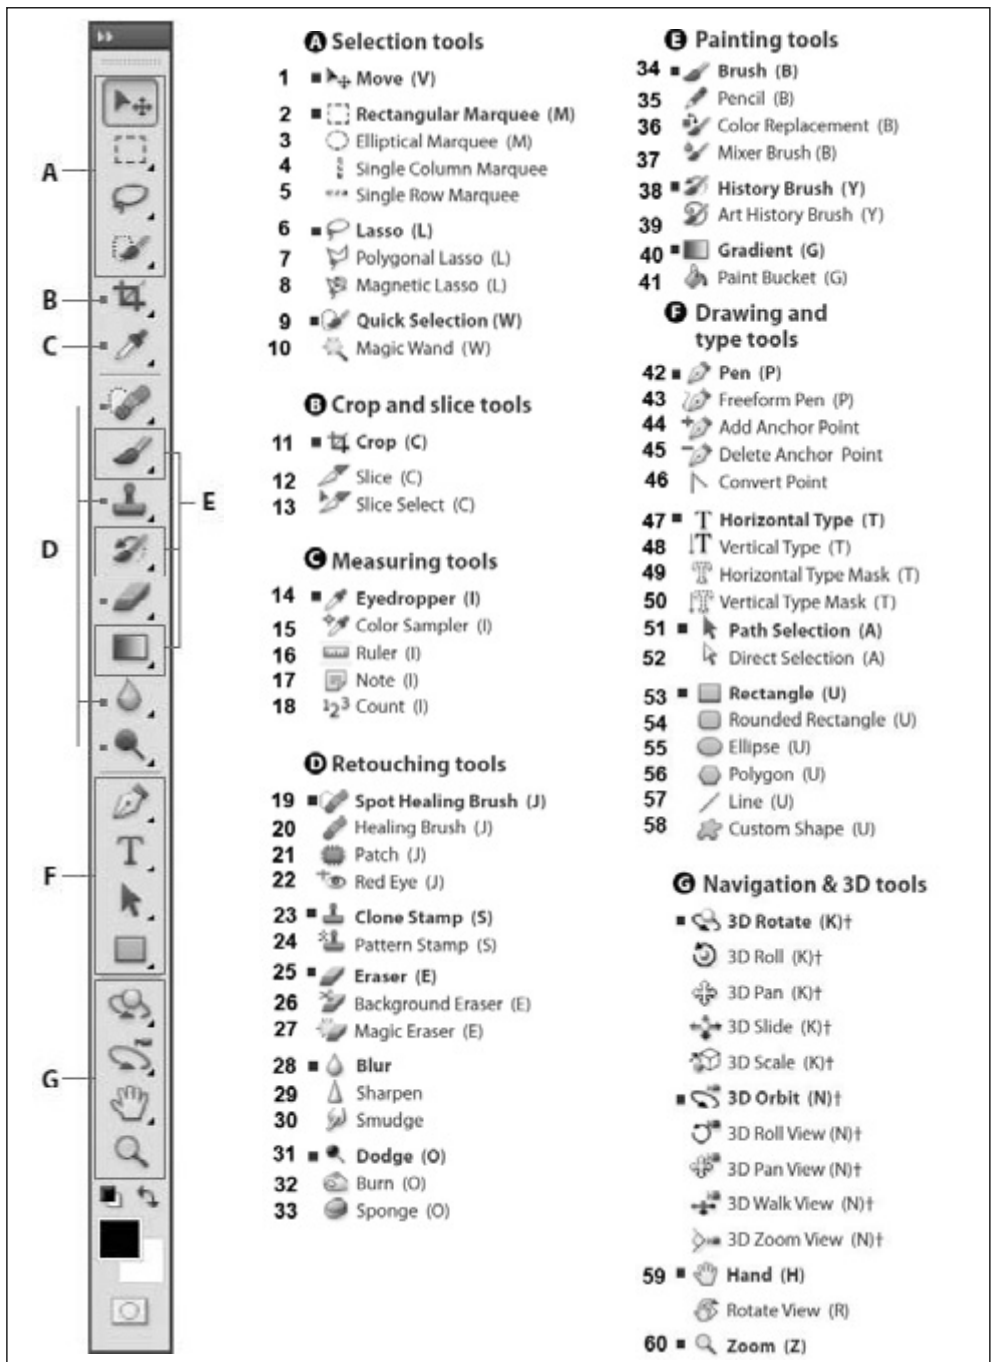 A
B
C
D
E
F
G
A Selection tools
1 Move (V)
2 Rectangular Marquee (M)
3 Elliptical Marquee (M)
4 Single Column Marquee
5 Single Row Marquee
6 Lasso (L)
7 Polygonal Lasso (L)
8 Magnetic Lasso (L)
9 Quick Selection (W)
10 Magic Wand (W)
B Crop and slice tools
11 Crop (C)
12 Slice (C)
13 Slice Select (C)
C Measuring tools
14 Eyedropper (I)
15 Color Sampler (I)
16 Ruler (I)
17 Note (I)
18 Count (I)
D Retouching tools
19 Spot Healing Brush (J)
20 Healing Brush (J)
21 Patch (J)
22 Red Eye (J)
23 Clone Stamp (S)
24 Pattern Stamp (S)
25 Eraser (E)
26 Background Eraser (E)
27 Magic Eraser (E)
28 Blur
29 Sharpen
30 Smudge
31 Dodge (O)
32 Burn (O)
33 Sponge (O)
E Painting tools
34 Brush (B)
35 Pencil (B)
36 Color Replacement (B)
37 Mixer Brush (B)
38 History Brush (Y)
39 Art History Brush (Y)
40 Gradient (G)
41 Paint Bucket (G)
F Drawing and
type tools
42 Pen (P)
43 Freeform Pen (P)
44 Add Anchor Point
45 Delete Anchor Point
46 Convert Point
47 Horizontal Type (T)
48 Vertical Type (T)
49 Horizontal Type Mask (T)
50 Vertical Type Mask (T)
51 Path Selection (A)
52 Direct Selection (A)
53 Rectangle (U)
54 Rounded Rectangle (U)
55 Ellipse (U)
56 Polygon (U)
57 Line (U)
58 Custom Shape (U)
G Navigation & 3D tools
3D Rotate (K)†
3D Roll (K)†
3D Pan (K)†
3D Slide (K)†
3D Scale (K)†
3D Orbit (N)†
3D Roll View (N)†
3D Pan View (N)†
3D Walk View (N)†
3D Zoom View (N)†
59 Hand (H)
Rotate View (R)
60 Zoom (Z)